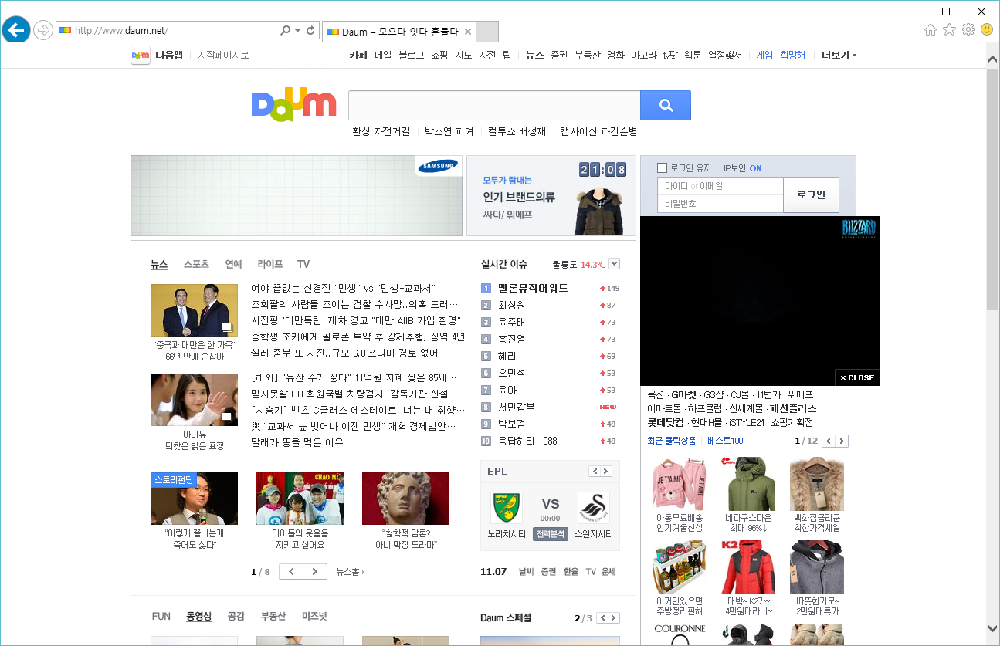 http://www.daum.net/
Daum – 모으다 잇다 흔들다
Daum 다음앱 시작페이지로
카페 메일 블로그 쇼핑 지도 사전 팁 뉴스 증권 부동산 영화 아고라 tv팟 웹툰 열정樂서 게임 희망해 더보기
Daum
환상 자전거길 박소연 피겨 컬투쇼 배성재 캡사이신 파킨슨병
SAMSUNG
21:08
모두가 탐내는
인기 브랜드의류
싸다! 위메프
로그인 유지 IP보안 ON
아이디 or 이메일
비밀번호
로그인
BLIZZARD
ENTERTAINMENT
× CLOSE
뉴스 스포츠 연예 라이프 TV
여야 끝없는 신경전 "민생" vs "민생+교과서"
조희팔의 사람들 조이는 검찰 수사망..의혹 드러…
시진핑 '대만독립' 재차 경고 "대만 AIIB 가입 환영"
중학생 조카에게 필로폰 투약 후 강제추행, 징역 4년
칠레 중부 또 지진..규모 6.8·쓰나미 경보 없어
"중국과 대만은 한 가족"
66년 만에 손잡아
[해외] "유산 주기 싫다" 11억원 지폐 찢은 85세…
믿지못할 EU 회원국별 차량검사..감독기관 신설…
[시승기] 벤츠 C클래스 에스테이트 '너는 내 취향…
與 "교과서 늪 벗어나 이젠 민생" 개혁·경제법안…
달래가 똥을 먹은 이유
아이유
되찾은 밝은 표정
스토리펀딩
"이렇게 끝나는게
죽어도 싫다"
CHÀO MỪ
아이들의 웃음을
지키고 싶어요
"철학적 담론?
아니 막장 드라마"
1 / 8 뉴스홈
실시간 이슈 울릉도 14.3℃
1 멜론뮤직어워드 149
2 최성원 87
3 윤주태 73
4 홍진영 73
5 혜리 69
6 오민석 53
7 윤아 53
8 서민갑부 NEW
9 박보검 48
10 응답하라 1988 48
EPL
VS
00:00
노리치시티 전력분석 스완지시티
11.07 날씨 증권 환율 TV 운세
옥션 · G마켓 · GS샵 · CJ몰 · 11번가 · 위메프
이마트몰 · 하프클럽 · 신세계몰 · 패션플러스
롯데닷컴 · 현대H몰 · iSTYLE24 · 쇼핑기획전
최근 클릭상품 베스트100 1 / 12
JE T'AIME
아동무료배송
인기겨울신상
네파구스다운
최대 96%↓
백화점급라쿤
착한가격세일
이거만있으면
주방정리편해
K2
대박~ K2가~
4만원대라니~
따뜻한기모~
2만원대특가
COURONNE
FUN 동영상 공감 부동산 미즈넷
Daum 스페셜 2 / 3